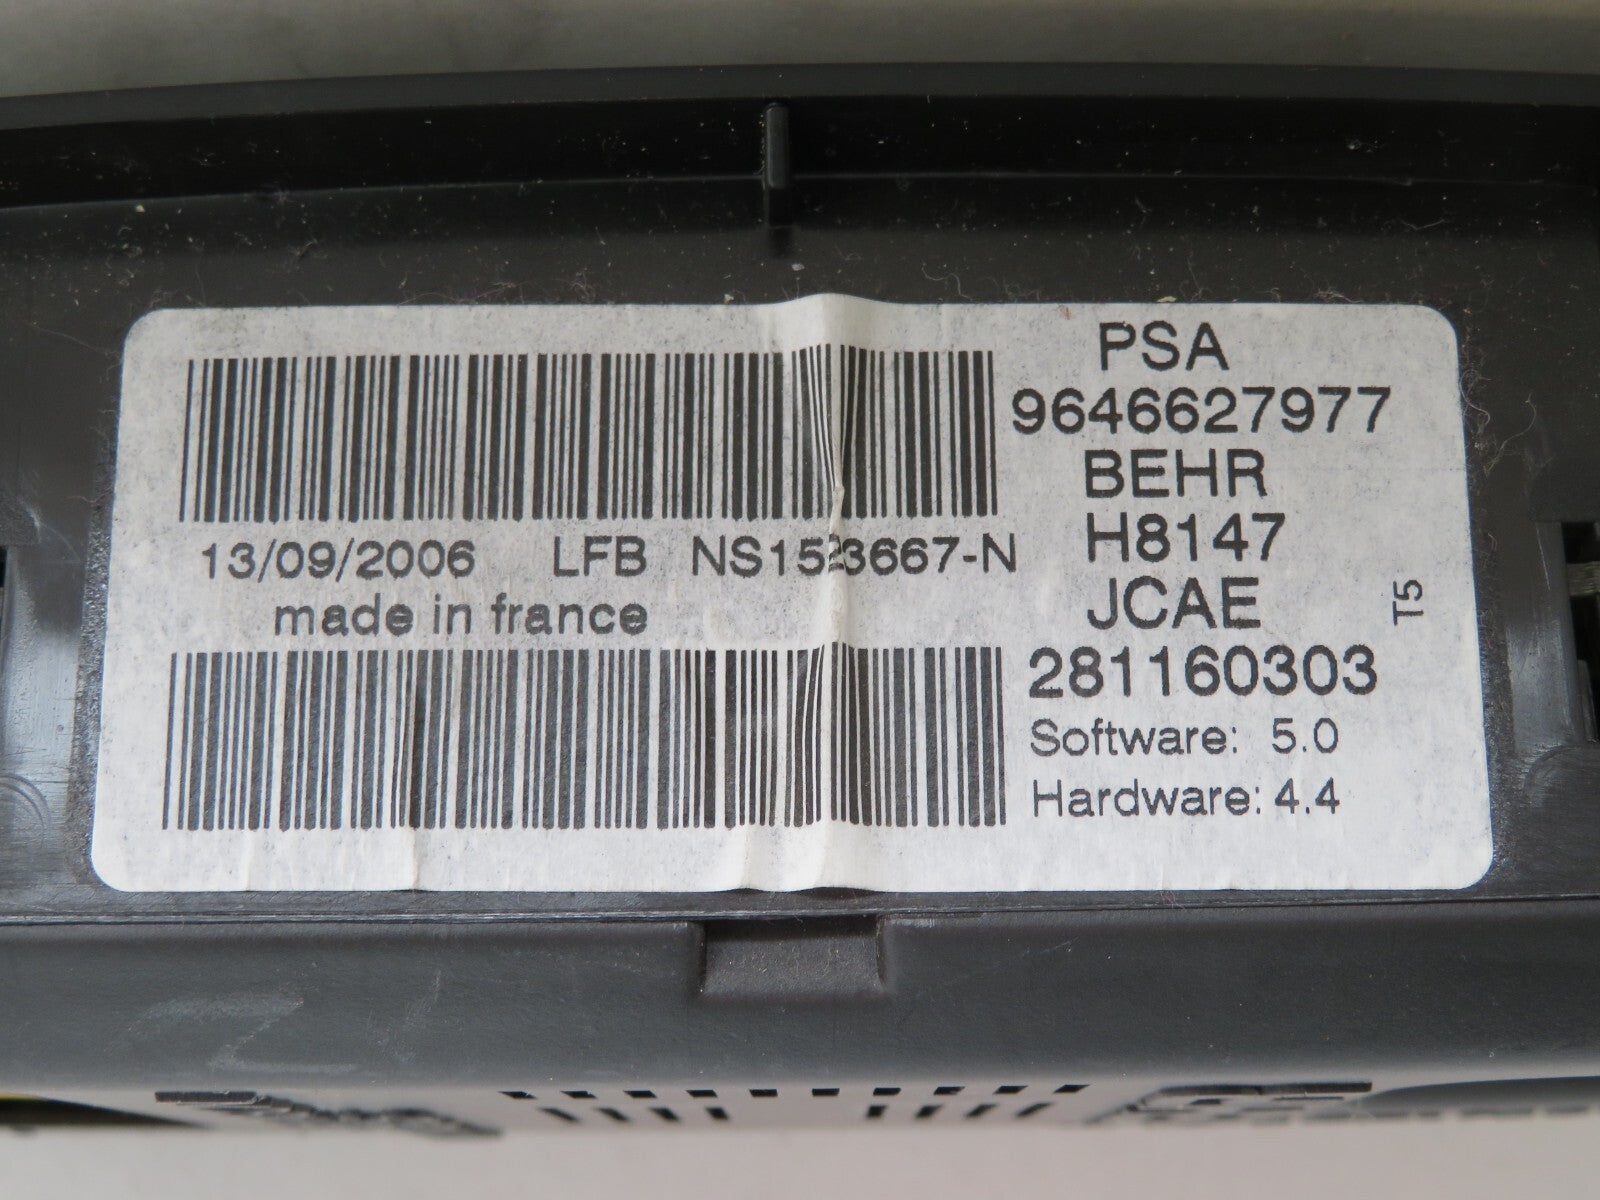 PSA
9646627977
BEHR
H8147
JCAE
281160303
Software: 5.0
Hardware: 4.4
T5
13/09/2006 LFB NS1523667-N
made in france